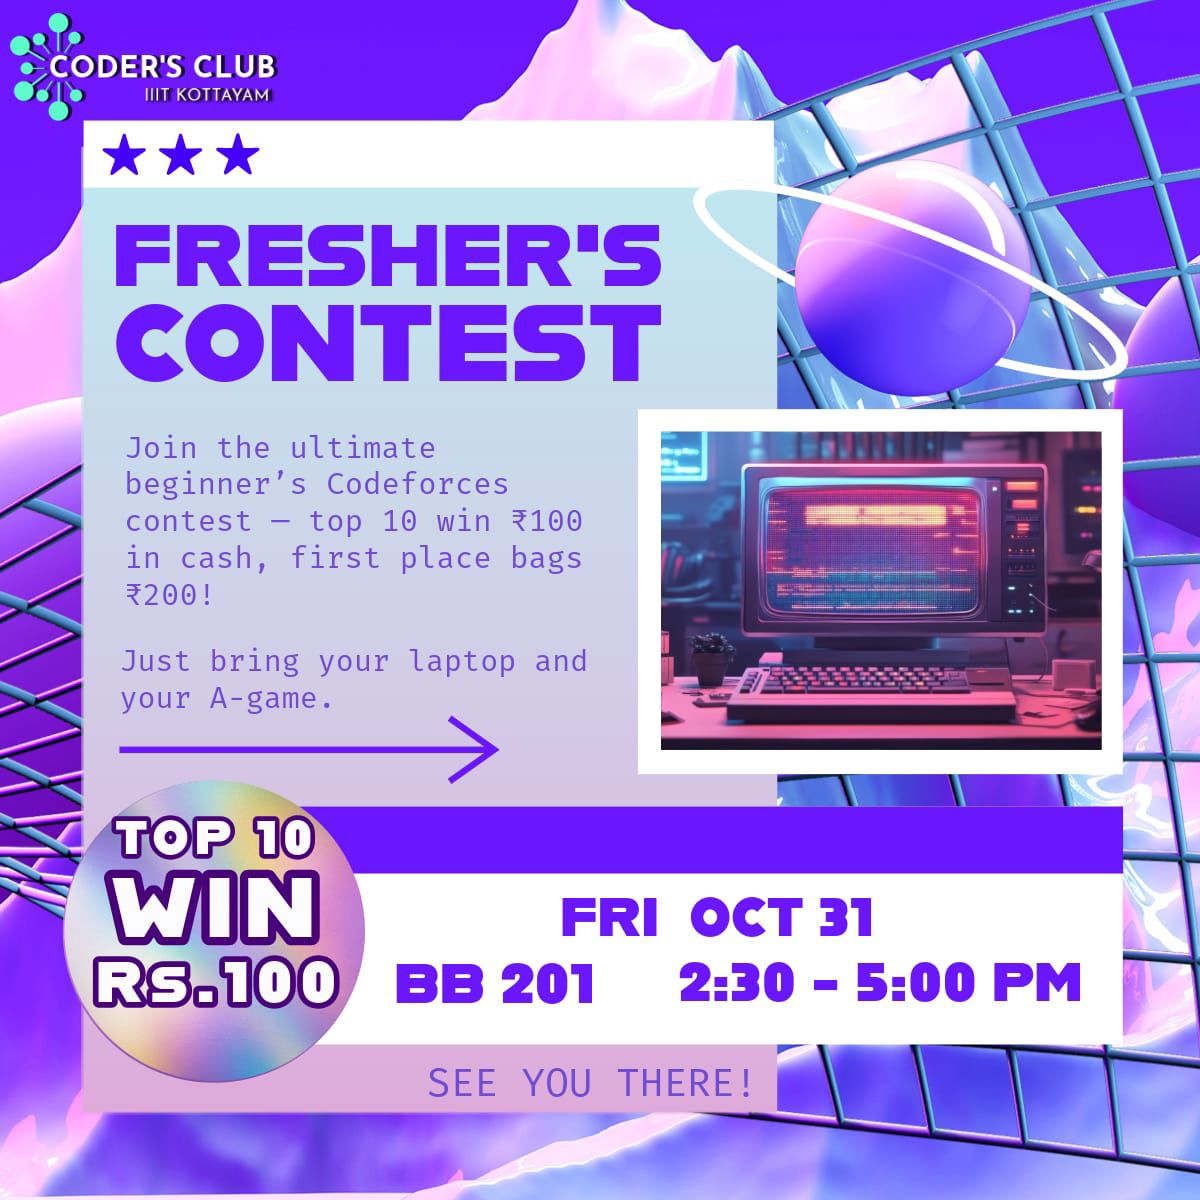 CODER'S CLUB
IIIT KOTTAYAM
FRESHER'S
CONTEST
Join the ultimate
beginner’s Codeforces
contest – top 10 win ₹100
in cash, first place bags
₹200!
Just bring your laptop and
your A-game.
TOP 10
WIN
Rs.100
FRI OCT 31
BB 201 2:30 - 5:00 PM
SEE YOU THERE!